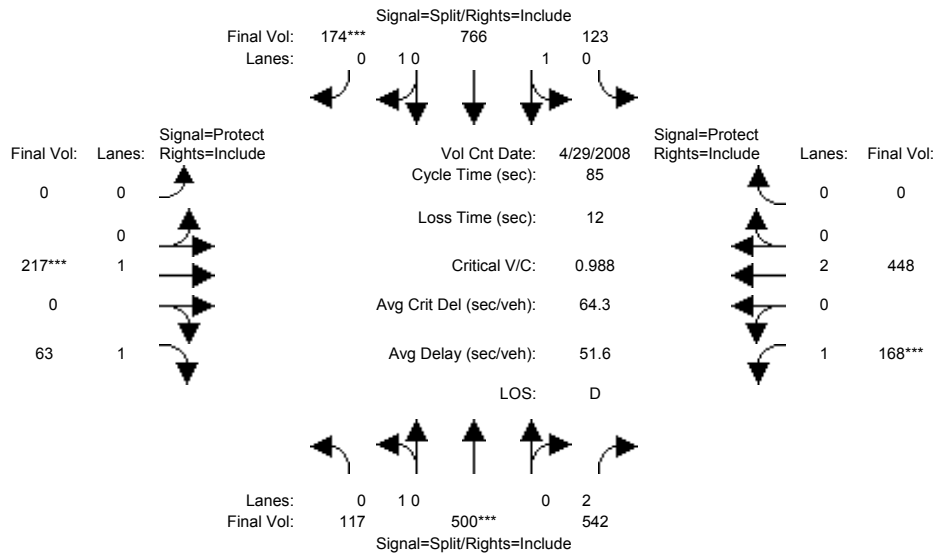 Signal=Split/Rights=Include
Final Vol: 174*** 766 123
Lanes: 0 1 0 1 0
Signal=Protect Signal=Protect
Final Vol: Lanes: Rights=Include Vol Cnt Date: 4/29/2008 Rights=Include Lanes: Final Vol:
Cycle Time (sec): 85
0 0 0 0
Loss Time (sec): 12
0 0
217*** 1 Critical V/C: 0.988 2 448
0 Avg Crit Del (sec/veh): 64.3 0
63 1 Avg Delay (sec/veh): 51.6 1 168***
LOS: D
Lanes: 0 1 0 0 2
Final Vol: 117 500*** 542
Signal=Split/Rights=Include